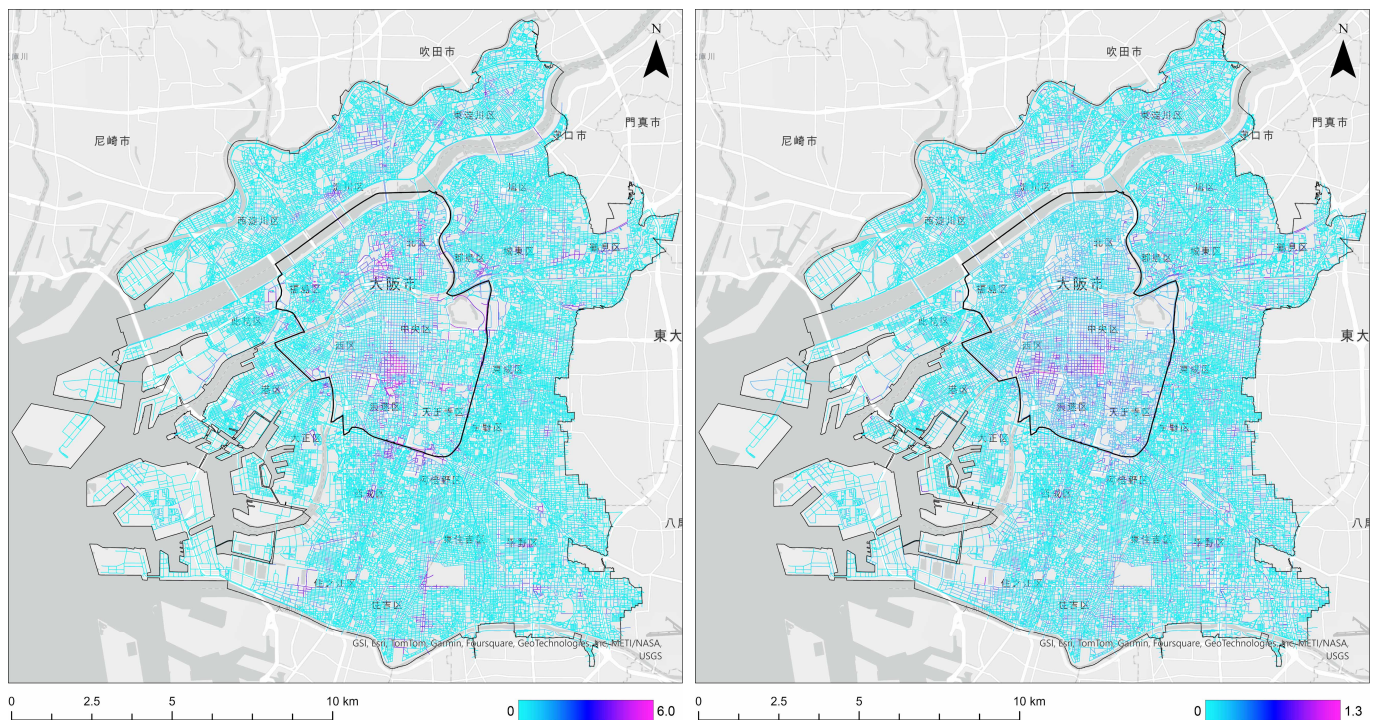 N
吹田市
尼崎市
東淀川区
門真市
守口市
淀川区
旭区
西淀川区
北区
城東区
鶴見区
都島区
大阪市
福島区
此花区
中央区
東大
西区
東成区
港区
浪速区
天王寺区
生野区
大正区
阿倍野区
西成区
八尾
東住吉区
平野区
住之江区
住吉区
GSI, Esri, TomTom, Garmin, Foursquare, GeoTechnologies, Inc, METI/NASA,
USGS
0 2.5 5 10 km
0 6.0
N
吹田市
尼崎市
東淀川区
門真市
守口市
淀川区
旭区
西淀川区
北区
城東区
鶴見区
都島区
大阪市
福島区
此花区
中央区
東大
西区
東成区
港区
浪速区
天王寺区
生野区
大正区
阿倍野区
西成区
八尾
東住吉区
平野区
住之江区
住吉区
GSI, Esri, TomTom, Garmin, Foursquare, GeoTechnologies, Inc, METI/NASA,
USGS
0 2.5 5 10 km
0 1.3